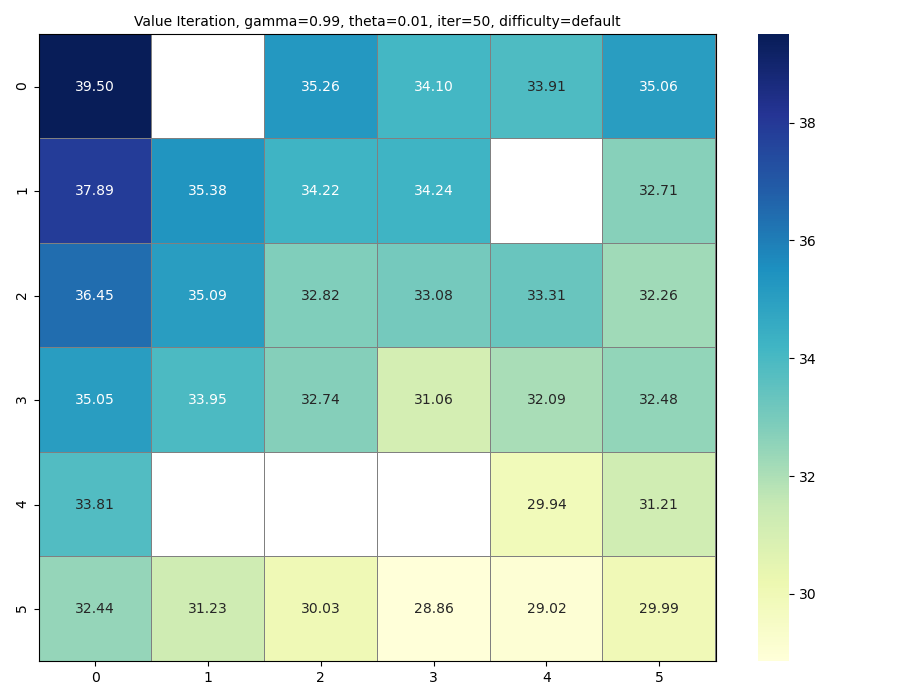 Value Iteration, gamma=0.99, theta=0.01, iter=50, difficulty=default
0 39.50 35.26 34.10 33.91 35.06
1 37.89 35.38 34.22 34.24 32.71
2 36.45 35.09 32.82 33.08 33.31 32.26
3 35.05 33.95 32.74 31.06 32.09 32.48
4 33.81 29.94 31.21
5 32.44 31.23 30.03 28.86 29.02 29.99
0 1 2 3 4 5
38
36
34
32
30